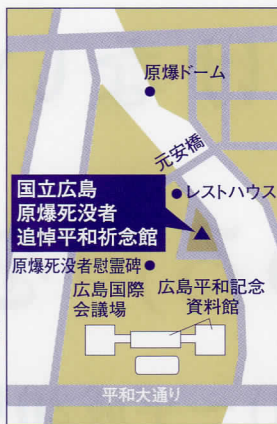 原爆ドーム
元安橋
国立広島
原爆死没者
追悼平和祈念館
レストハウス
原爆死没者慰霊碑
広島国際
会議場
広島平和記念
資料館
平和大通り